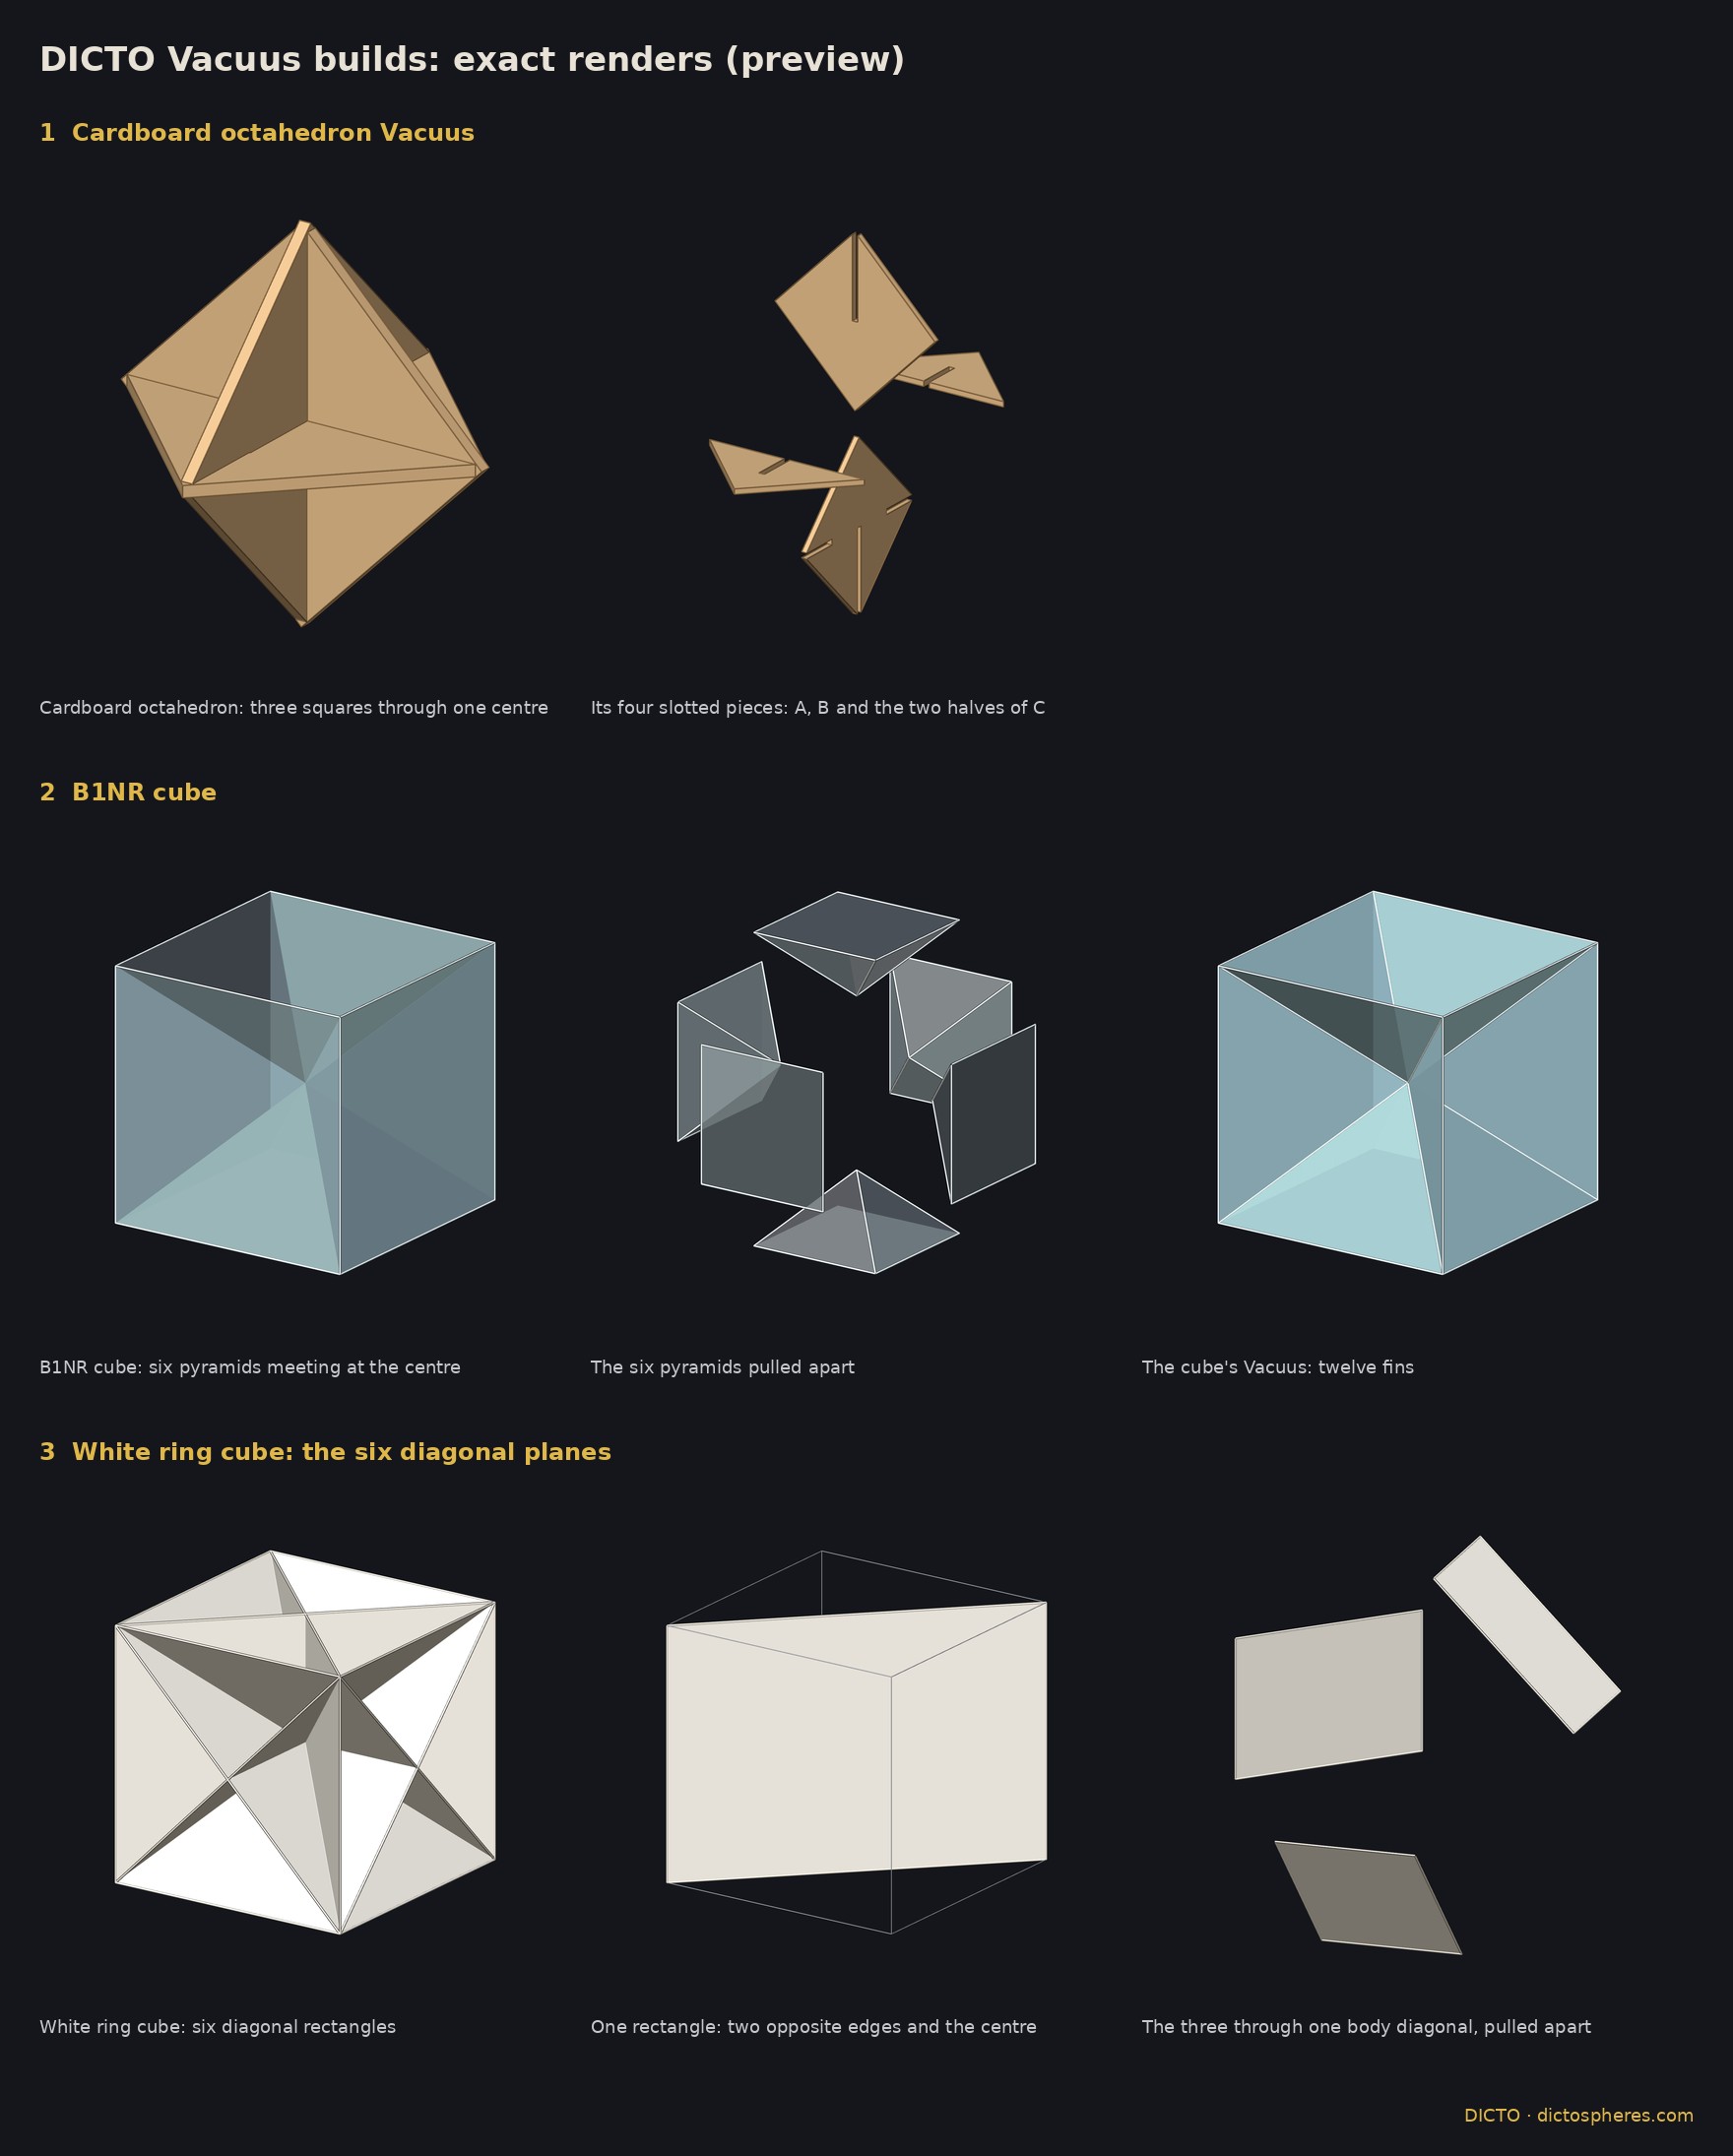 DICTO Vacuus builds: exact renders (preview)
1 Cardboard octahedron Vacuus
Cardboard octahedron: three squares through one centre
Its four slotted pieces: A, B and the two halves of C
2 B1NR cube
B1NR cube: six pyramids meeting at the centre
The six pyramids pulled apart
The cube's Vacuus: twelve fins
3 White ring cube: the six diagonal planes
White ring cube: six diagonal rectangles
One rectangle: two opposite edges and the centre
The three through one body diagonal, pulled apart
DICTO · dictospheres.com